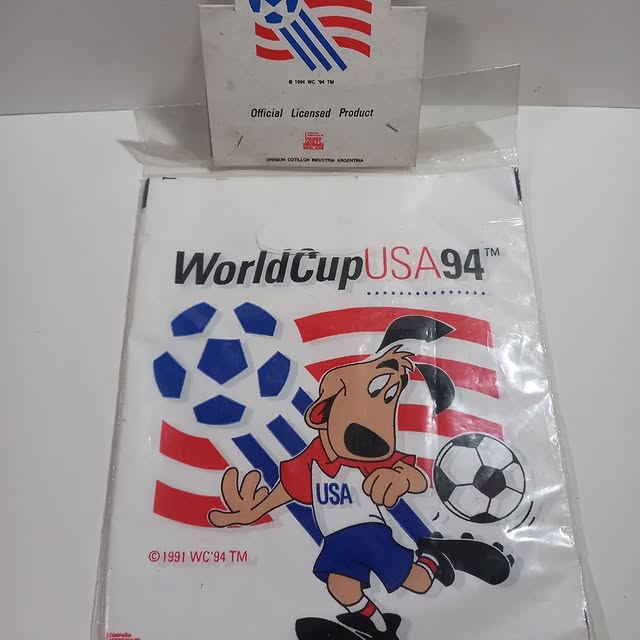 © 1994 WC '94 TM
Official Licensed Product
DIVISION COTILLON INDUSTRIA ARGENTINA
WorldCupUSA94™
USA
© 1991 WC'94 TM